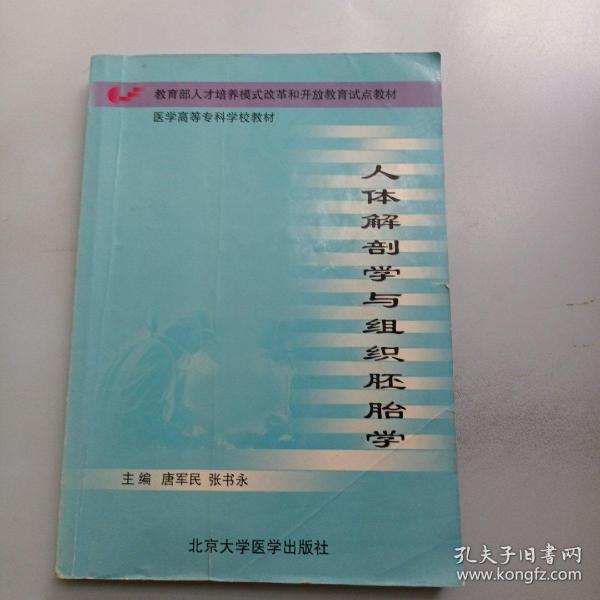 教育部人才培养模式改革和开放教育试点教材
医学高等专科学校教材
人体解剖学与组织胚胎学
主编 唐军民 张书永
北京大学医学出版社
孔夫子旧书网
www.kongfz.com